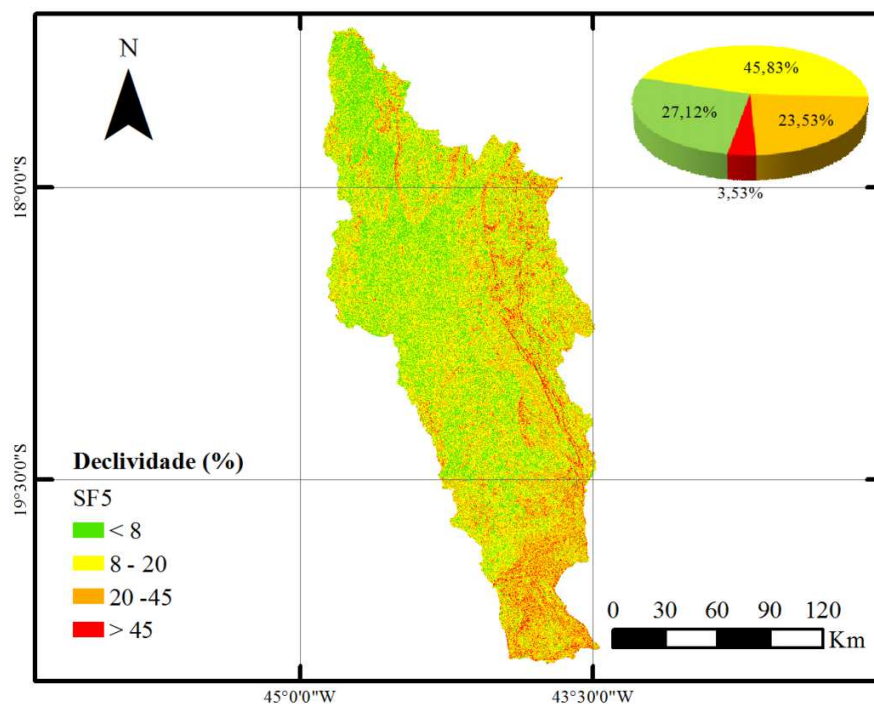 N
45,83%
27,12%
23,53%
3,53%
18°0'0"S
19°30'0"S
Declividade (%)
SF5
< 8
8 - 20
20 -45
> 45
0 30 60 90 120
Km
45°0'0"W 43°30'0"W